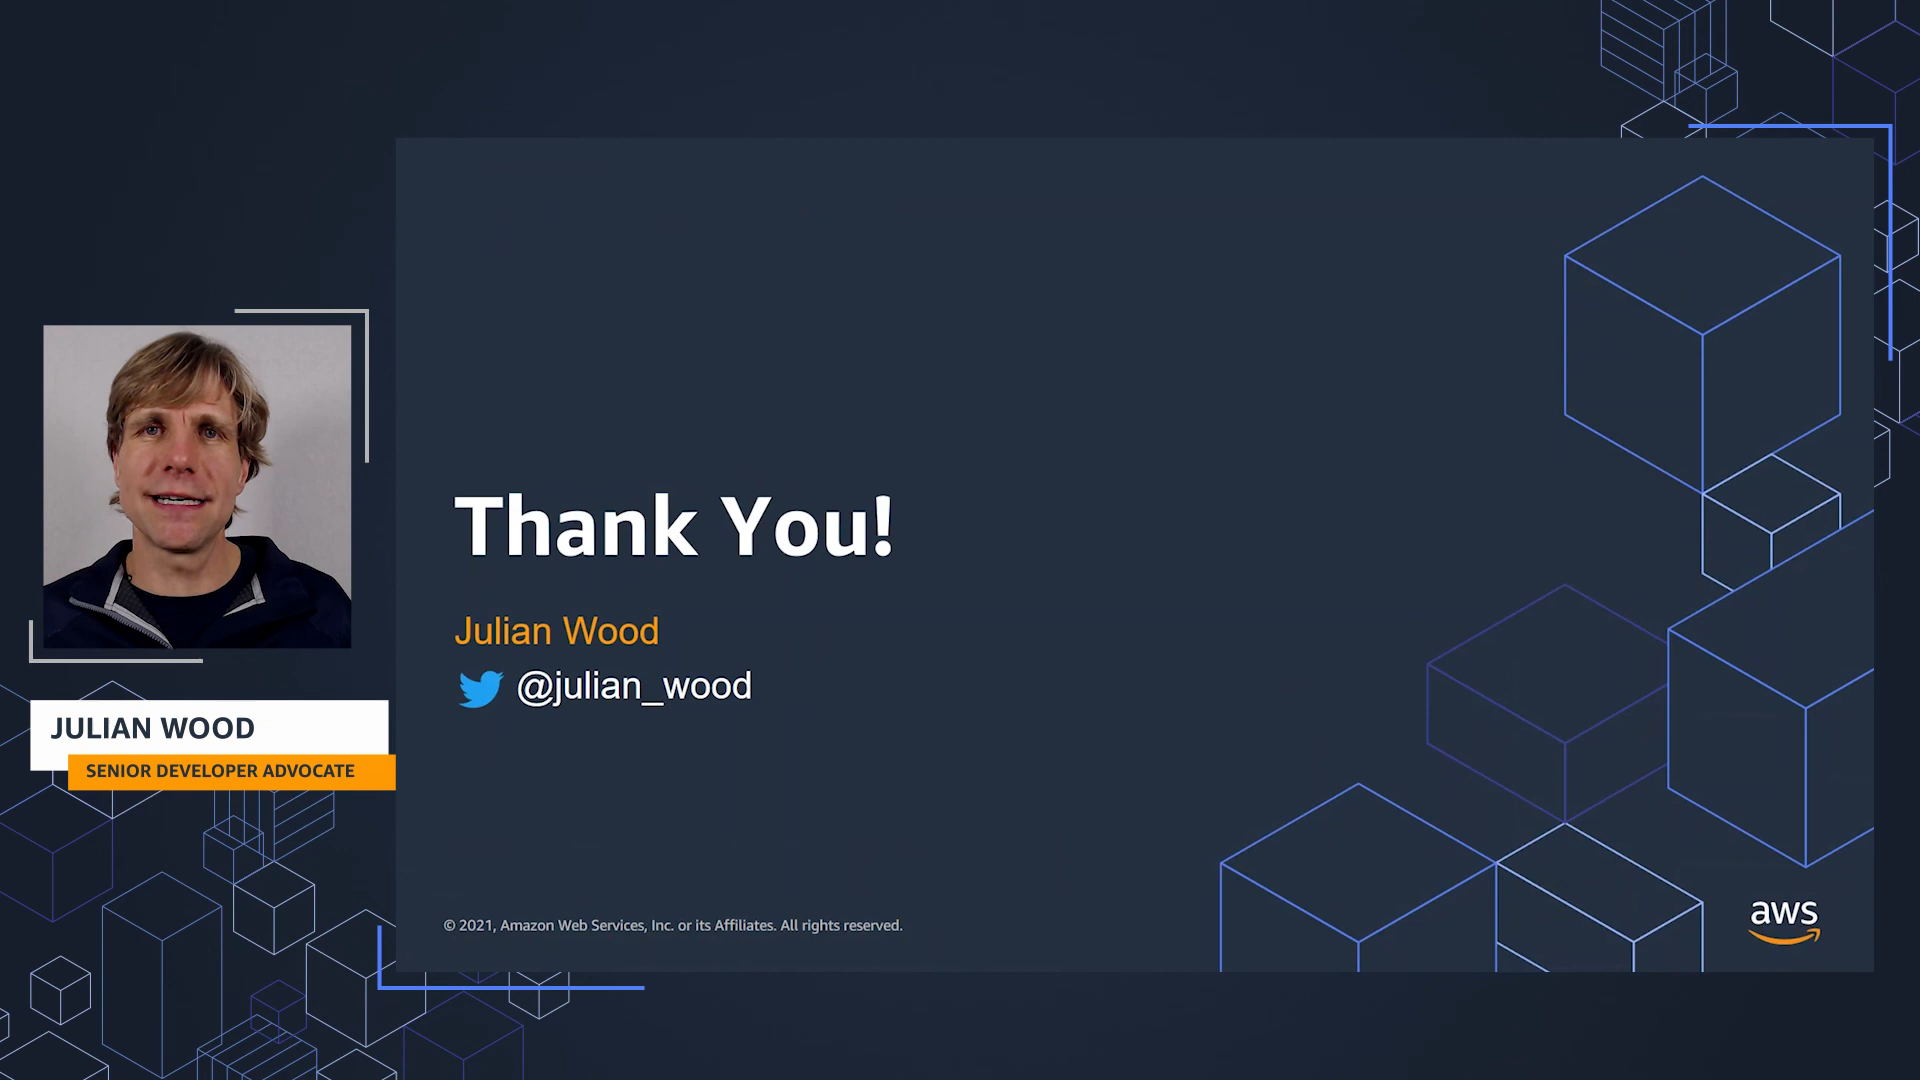 Thank You!
Julian Wood
@julian_wood
JULIAN WOOD
SENIOR DEVELOPER ADVOCATE
© 2021, Amazon Web Services, Inc. or its Affiliates. All rights reserved.
aws